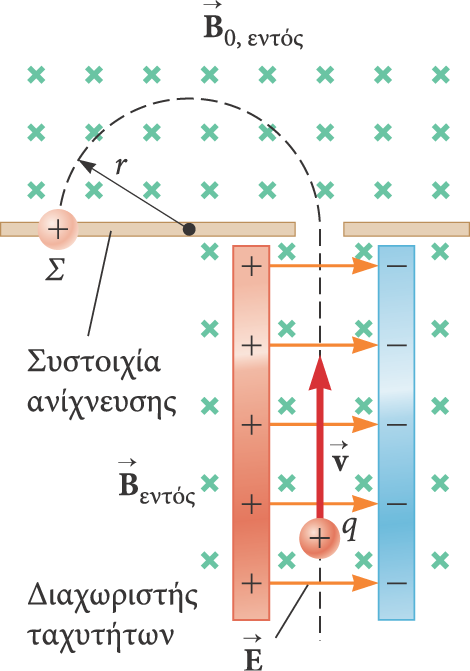 B⃗0, εντός
r
Σ
Συστοιχία
ανίχνευσης
v⃗
B⃗εντός
q
Διαχωριστής
ταχυτήτων
E⃗